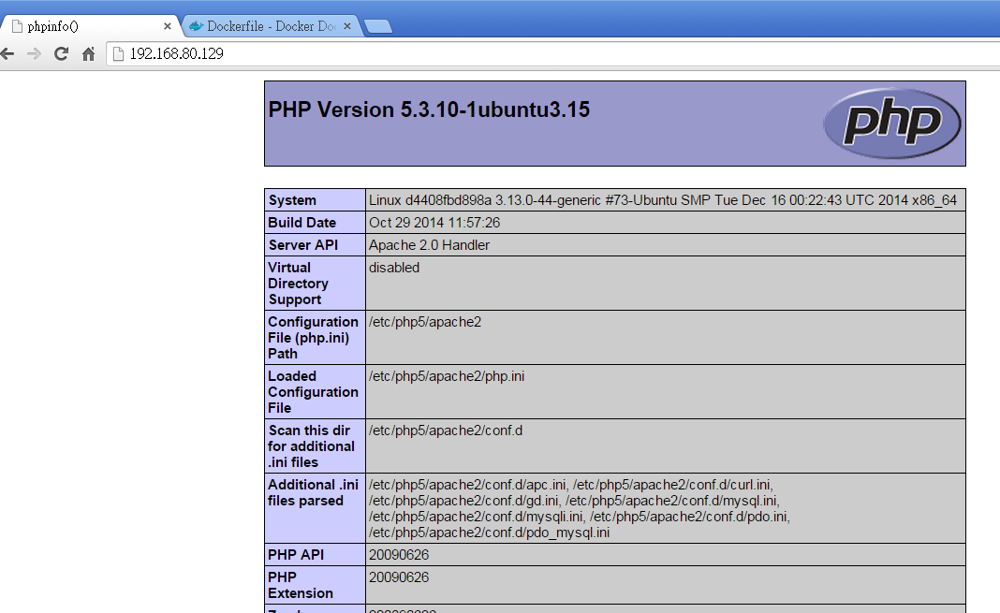 phpinfo()
Dockerfile - Docker Do
192.168.80.129
PHP Version 5.3.10-1ubuntu3.15
php
System
Linux d4408fbd898a 3.13.0-44-generic #73-Ubuntu SMP Tue Dec 16 00:22:43 UTC 2014 x86_64
Build Date
Oct 29 2014 11:57:26
Server API
Apache 2.0 Handler
Virtual
Directory
Support
disabled
Configuration
File (php.ini)
Path
/etc/php5/apache2
Loaded
Configuration
File
/etc/php5/apache2/php.ini
Scan this dir
for additional
.ini files
/etc/php5/apache2/conf.d
Additional .ini
files parsed
/etc/php5/apache2/conf.d/apc.ini, /etc/php5/apache2/conf.d/curl.ini,
/etc/php5/apache2/conf.d/gd.ini, /etc/php5/apache2/conf.d/mysql.ini,
/etc/php5/apache2/conf.d/mysqli.ini, /etc/php5/apache2/conf.d/pdo.ini,
/etc/php5/apache2/conf.d/pdo_mysql.ini
PHP API
20090626
PHP
Extension
20090626